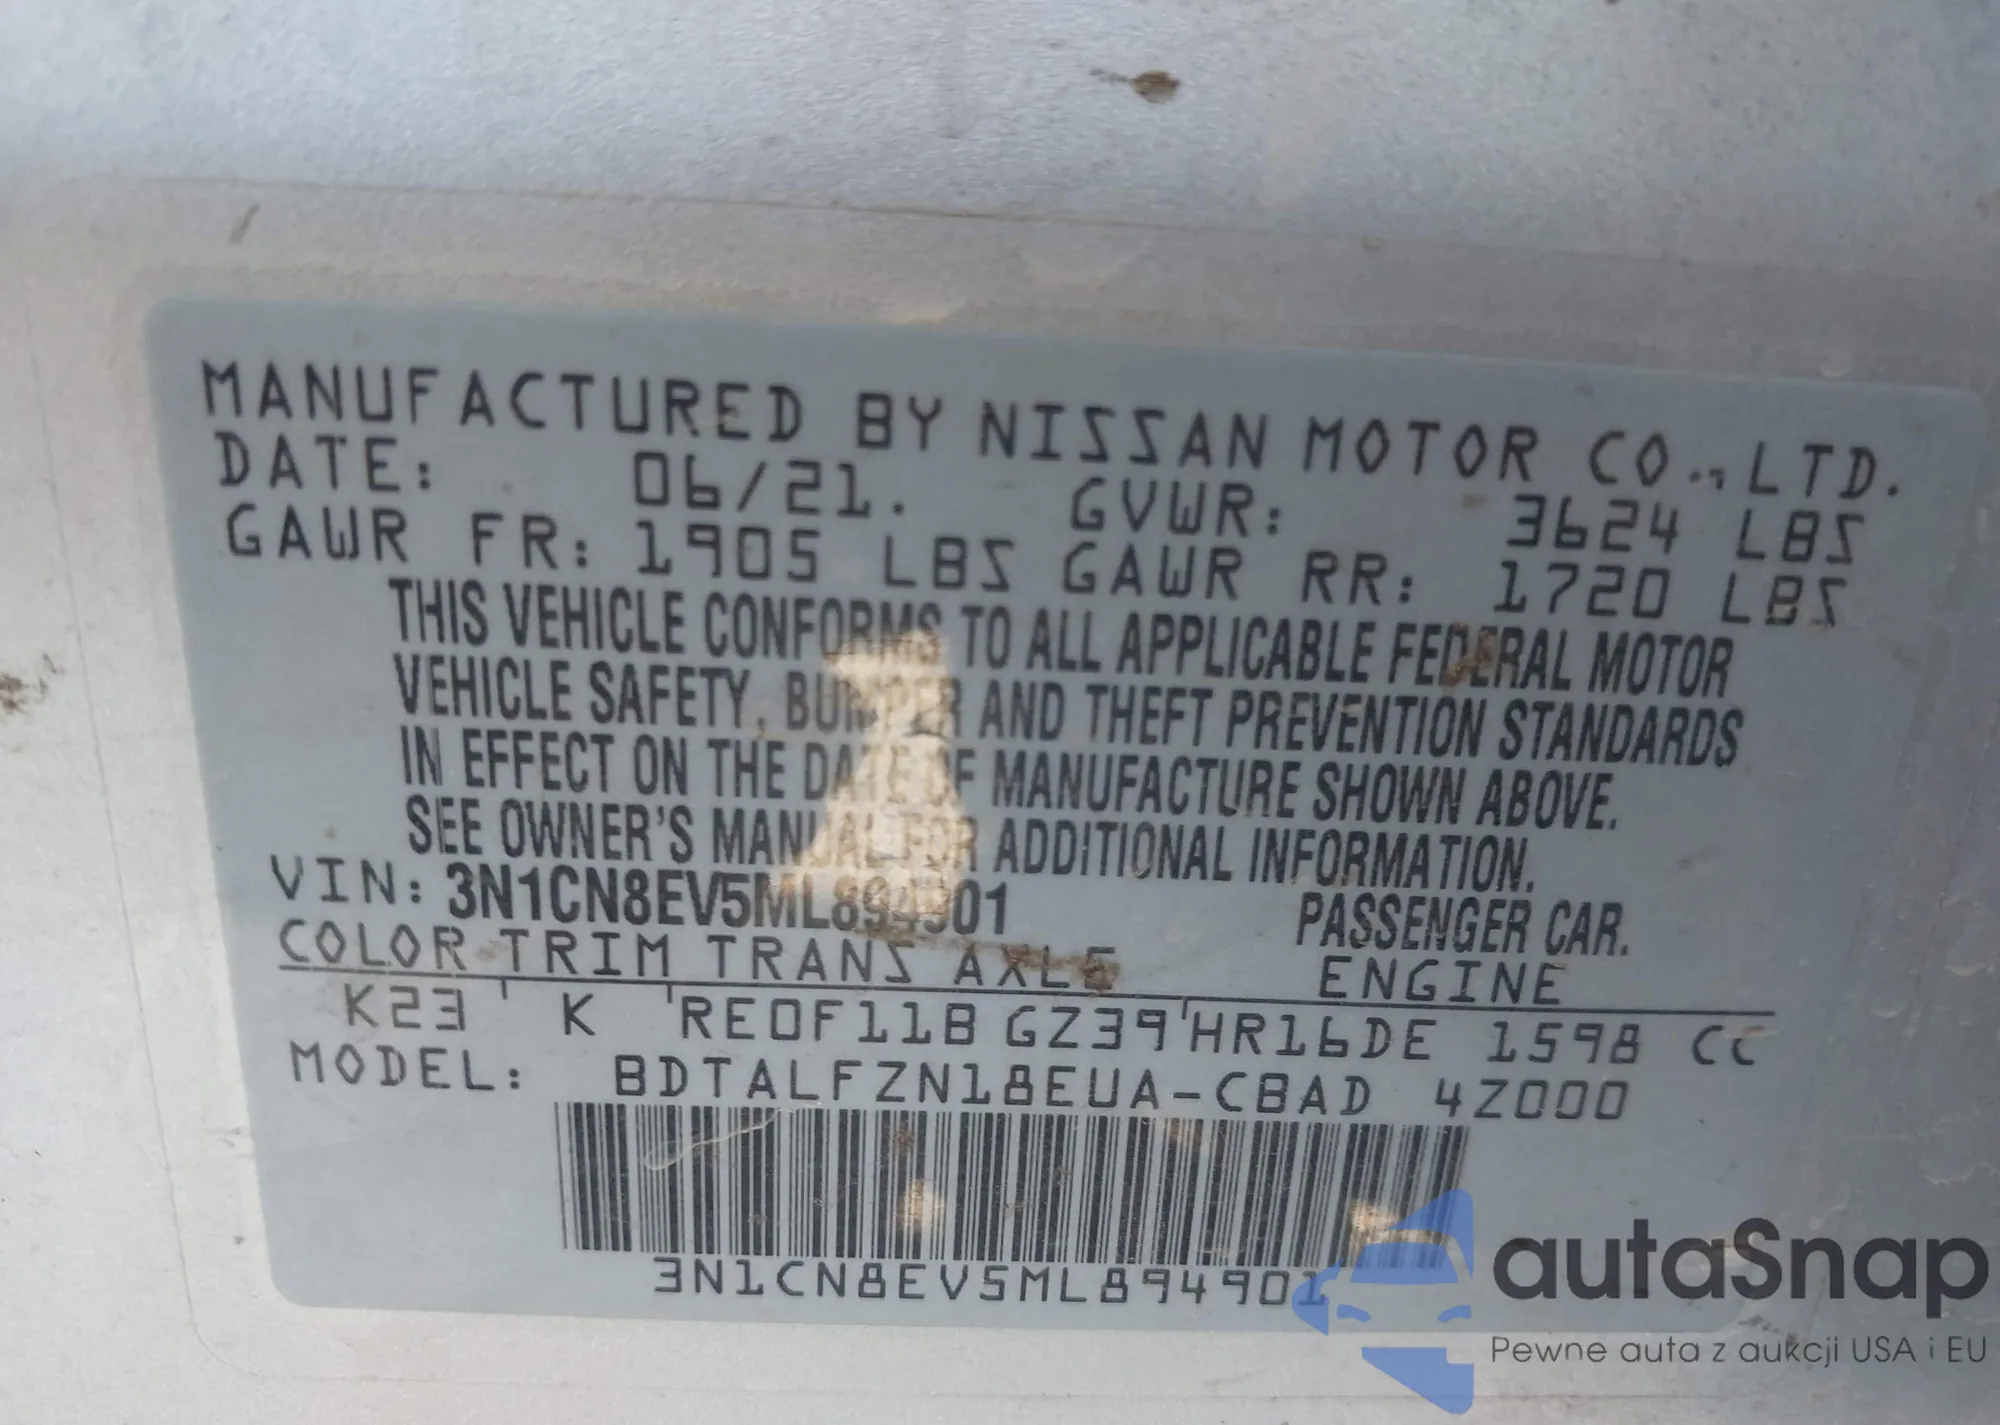 MANUFACTURED BY NISSAN MOTOR CO., LTD.
DATE: 06/21. GVWR: 3624 LBS
GAWR FR: 1905 LBS GAWR RR: 1720 LBS
THIS VEHICLE CONFORMS TO ALL APPLICABLE FEDERAL MOTOR
VEHICLE SAFETY, BUMPER AND THEFT PREVENTION STANDARDS
IN EFFECT ON THE DATE OF MANUFACTURE SHOWN ABOVE.
SEE OWNER'S MANUAL FOR ADDITIONAL INFORMATION.
VIN: 3N1CN8EV5ML894901 PASSENGER CAR.
COLOR TRIM TRANS AXLE ENGINE
K23 K RE0F11B GZ39 HR16DE 1598 CC
MODEL: BDTALFZN18EUA-CBAD 4Z000
3N1CN8EV5ML894901
autaSnap
Pewne auta z aukcji USA i EU